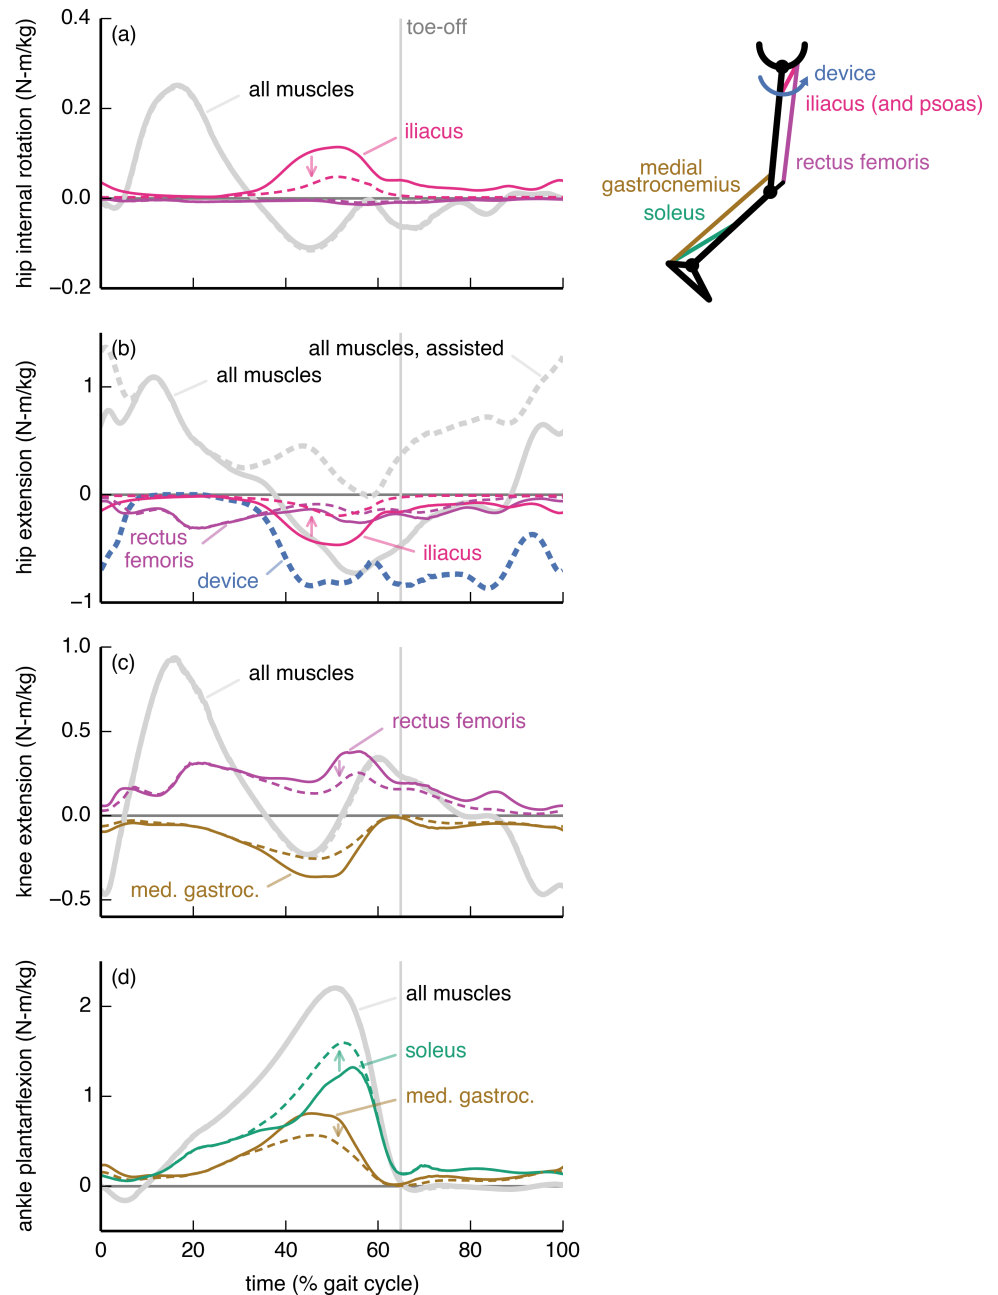 (a)
toe-off
0.4
0.2
0.0
−0.2
hip internal rotation (N-m/kg)
all muscles
iliacus
device
iliacus (and psoas)
rectus femoris
medial
gastrocnemius
soleus
(b)
all muscles, assisted
all muscles
1
0
−1
hip extension (N-m/kg)
rectus
femoris
device
iliacus
(c)
1.0
0.5
0.0
−0.5
knee extension (N-m/kg)
all muscles
rectus femoris
med. gastroc.
(d)
2
1
0
ankle plantarflexion (N-m/kg)
all muscles
soleus
med. gastroc.
0 20 40 60 80 100
time (% gait cycle)